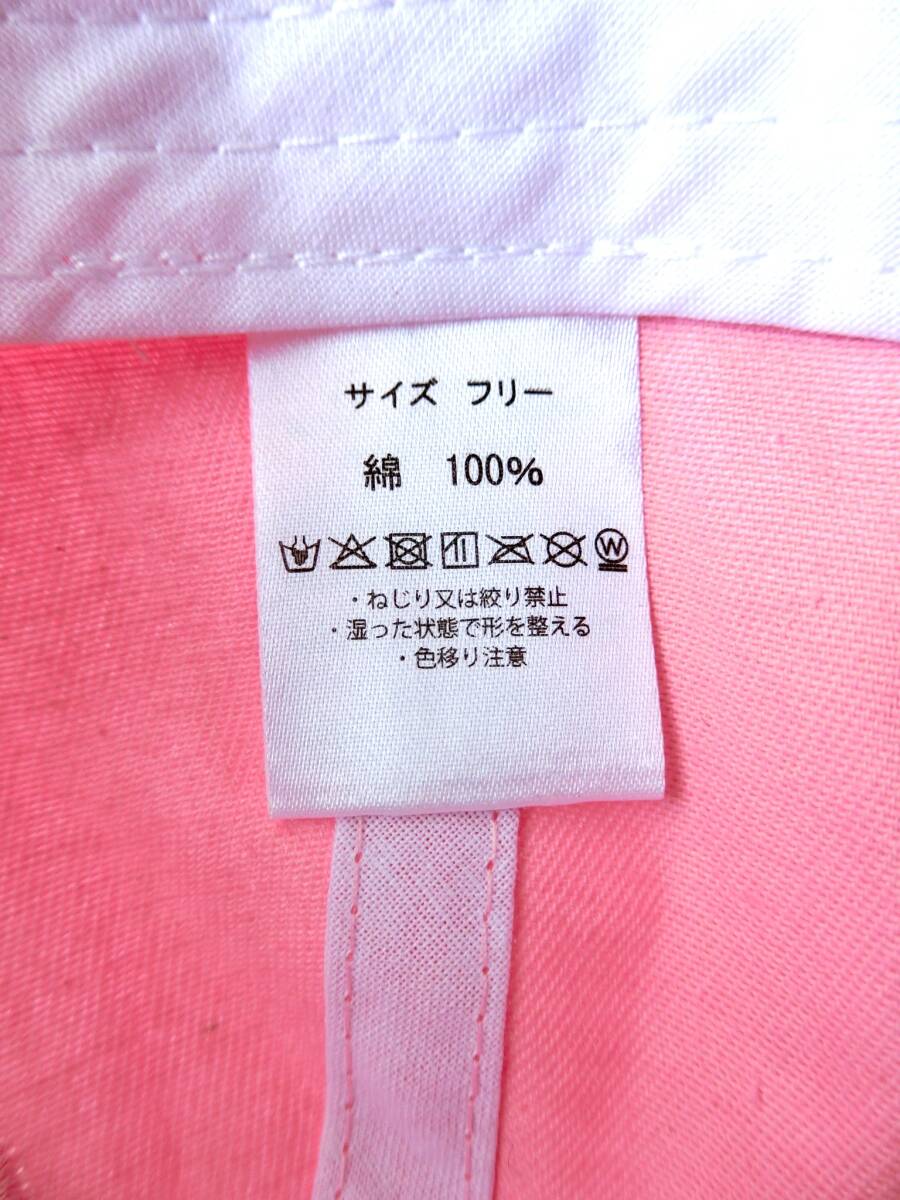 サイズ フリー
綿 100%
W
・ねじり又は絞り禁止
・湿った状態で形を整える
・色移り注意